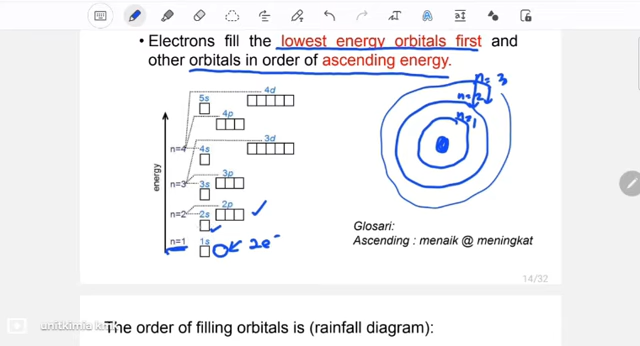 • Electrons fill the lowest energy orbitals first and
other orbitals in order of ascending energy.
n= 3
n=2
n=1
4d
5s
4p
3d
n=4 4s
3p
n=3 3s
2p
n=2 2s
n=1 1s 2e⁻
energy
Glosari:
Ascending : menaik @ meningkat
14/32
The order of filling orbitals is (rainfall diagram):
unitkimia